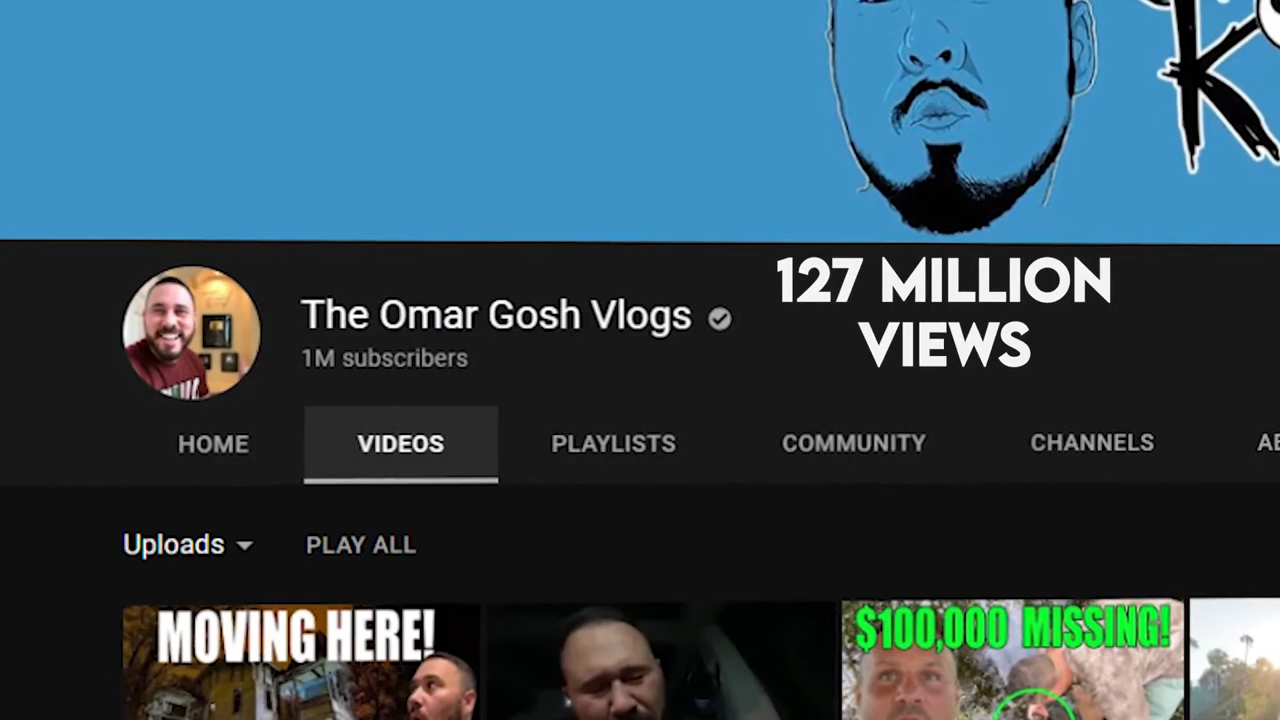 127 MILLION
VIEWS
The Omar Gosh Vlogs
1M subscribers
HOME VIDEOS PLAYLISTS COMMUNITY CHANNELS
Uploads PLAY ALL
MOVING HERE! $100,000 MISSING!